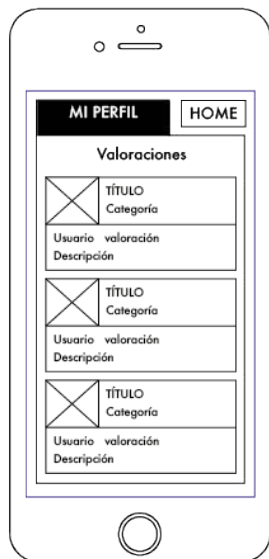 MI PERFIL HOME
Valoraciones
TÍTULO
Categoría
Usuario valoración
Descripción
TÍTULO
Categoría
Usuario valoración
Descripción
TÍTULO
Categoría
Usuario valoración
Descripción